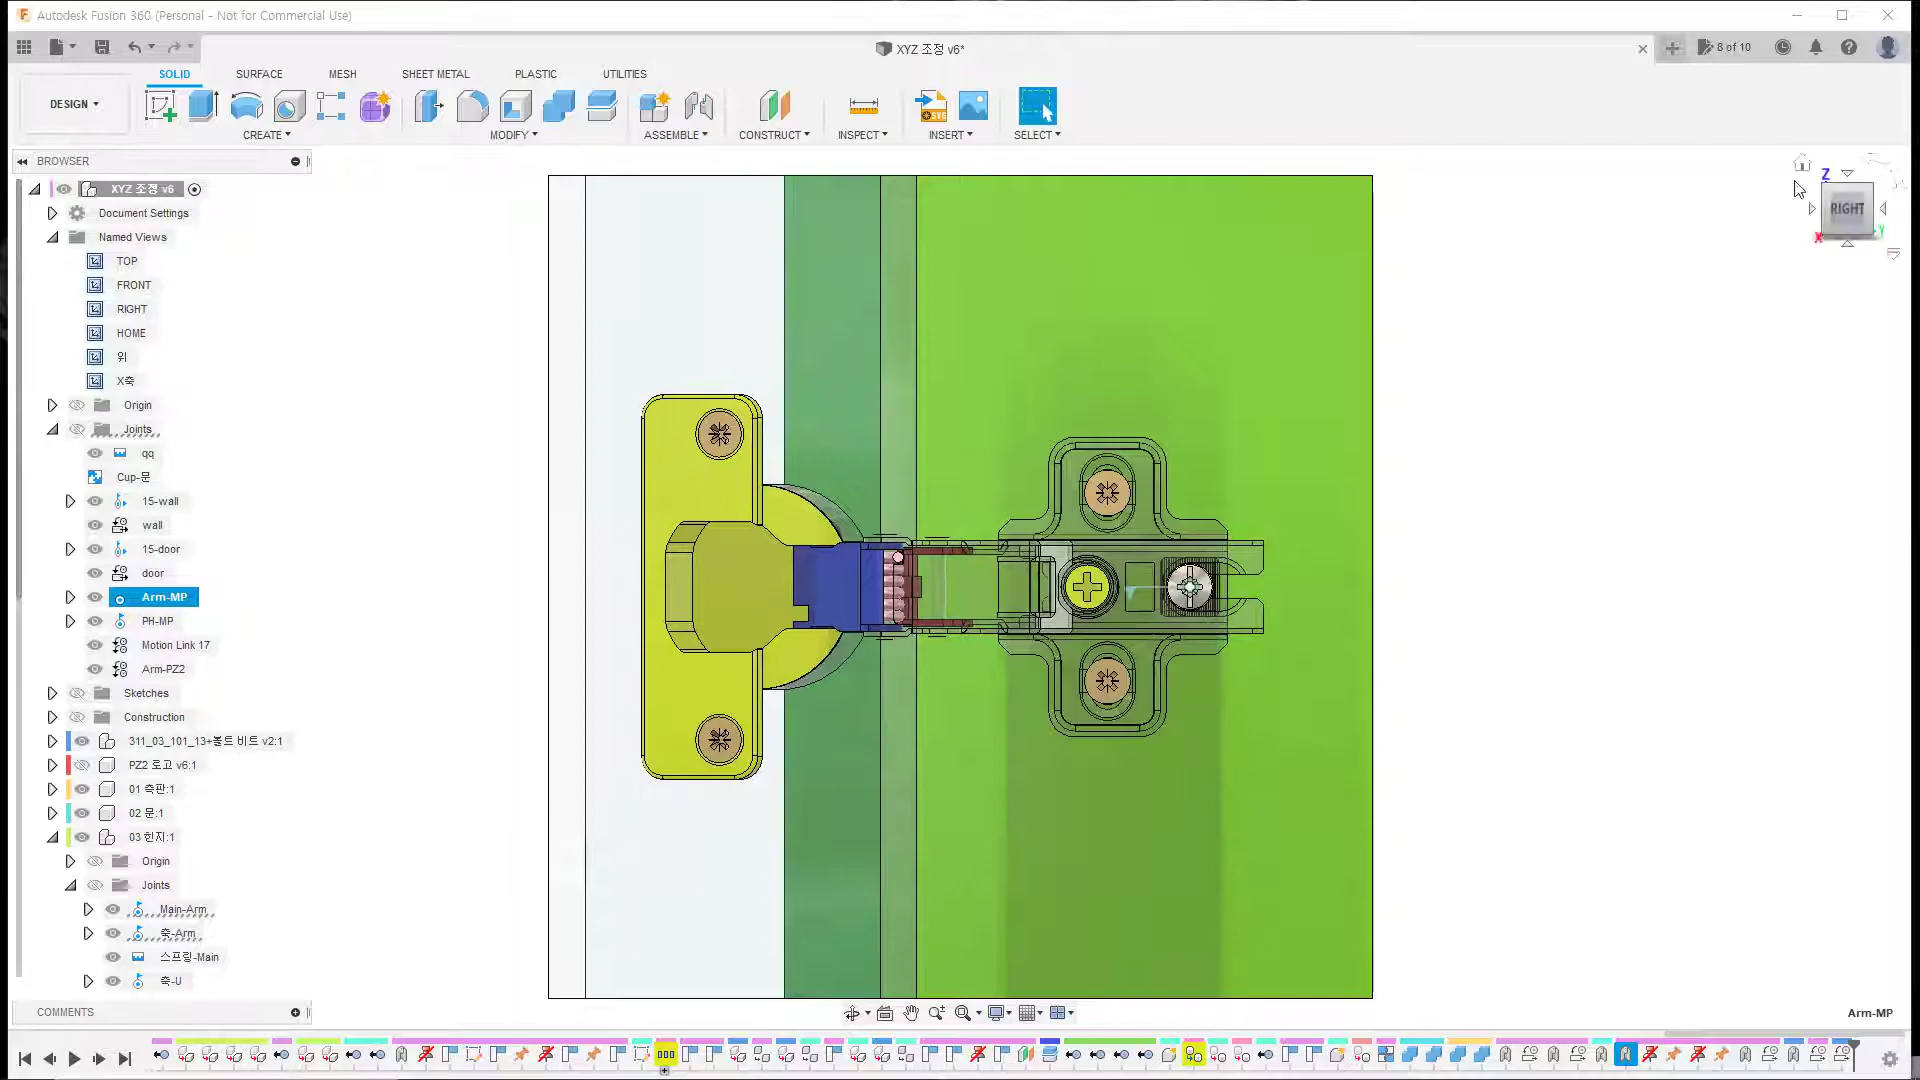 Autodesk Fusion 360 (Personal - Not for Commercial Use)
XYZ 조정 v6*
8 of 10
DESIGN
SOLID
SURFACE
MESH
SHEET METAL
PLASTIC
UTILITIES
CREATE
MODIFY
ASSEMBLE
CONSTRUCT
INSPECT
INSERT
SELECT
SVG
BROWSER
XYZ 조정 v6
Document Settings
Named Views
TOP
FRONT
RIGHT
HOME
위
X축
Origin
Joints
qq
Cup-문
15-wall
wall
15-door
door
Arm-MP
PH-MP
Motion Link 17
Arm-PZ2
Sketches
Construction
311_03_101_13+볼트 비트 v2:1
PZ2 로고 v6:1
01 측판:1
02 문:1
03 힌지:1
Origin
Joints
Main-Arm
축-Arm
스프링-Main
축-U
COMMENTS
Z
RIGHT
X
Y
Arm-MP